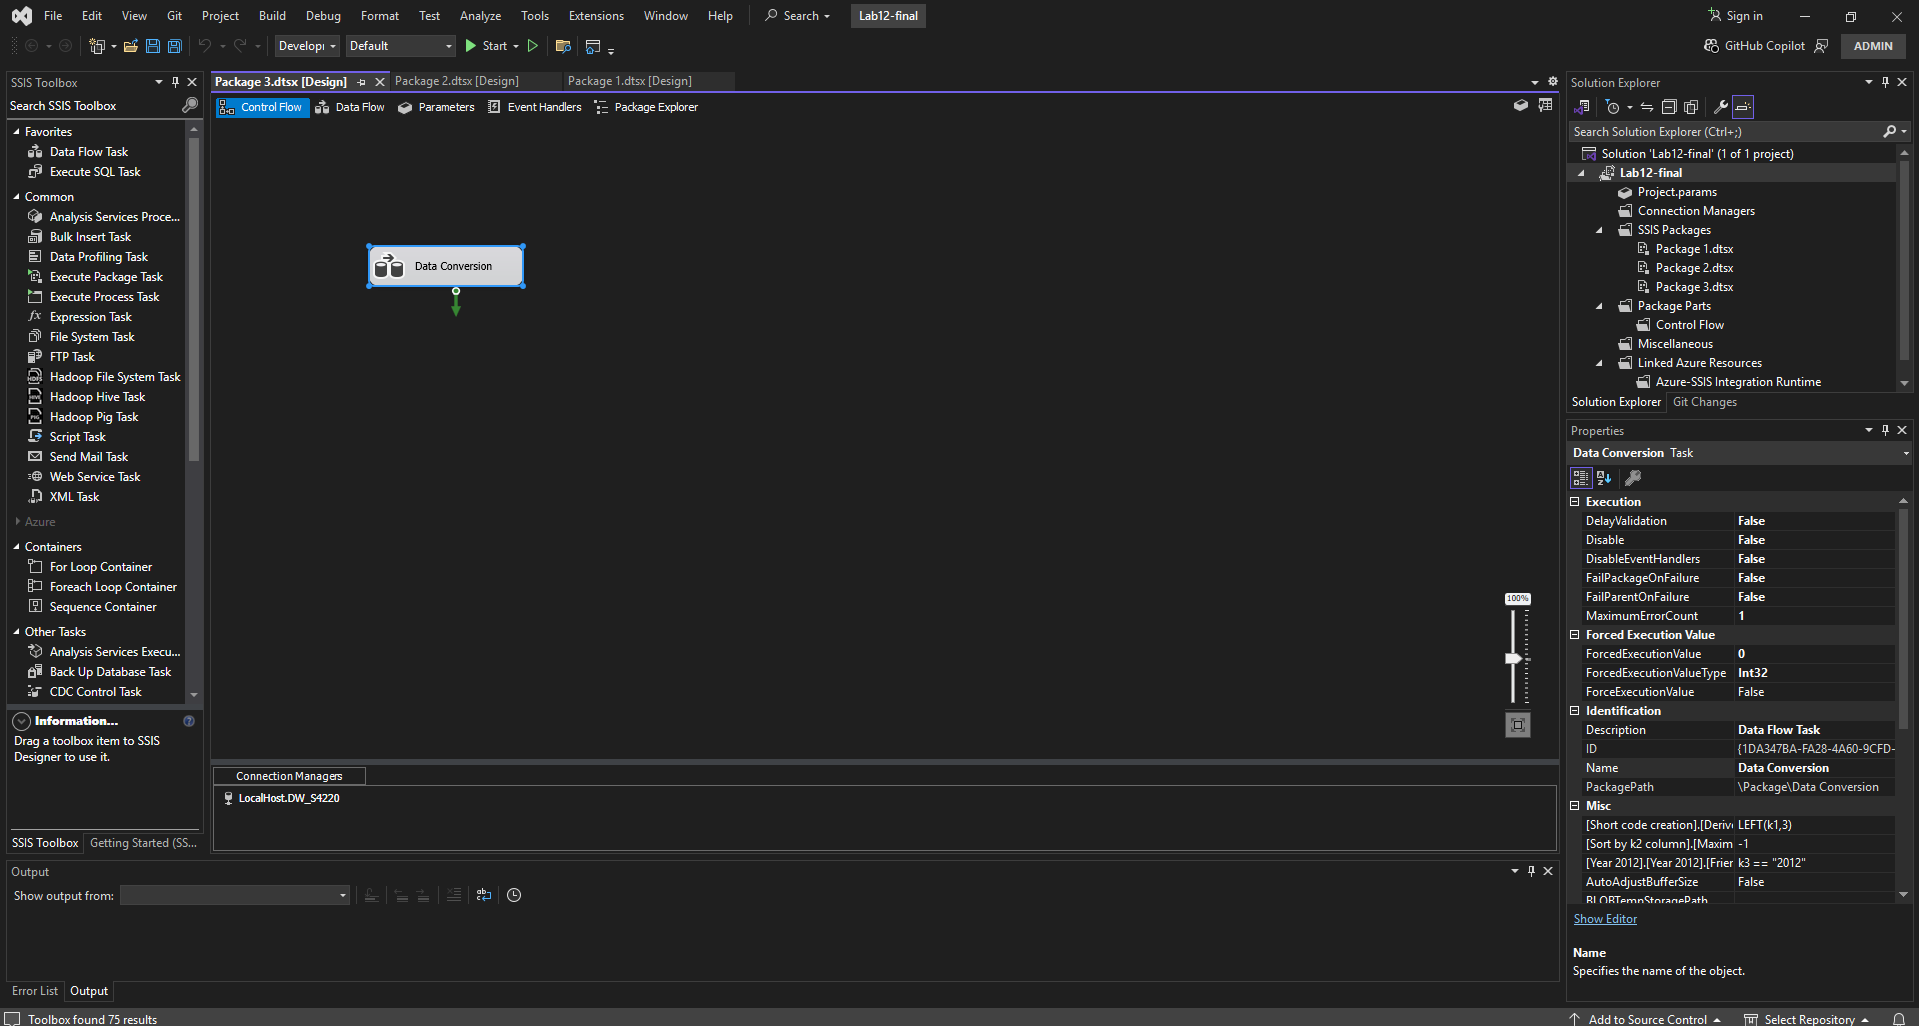 File Edit View Git Project Build Debug Format Test Analyze Tools Extensions Window Help Search Lab12-final Sign in
Developi Default Start GitHub Copilot ADMIN
SSIS Toolbox
Search SSIS Toolbox
Favorites
Data Flow Task
Execute SQL Task
Common
Analysis Services Proce...
Bulk Insert Task
Data Profiling Task
Execute Package Task
Execute Process Task
Expression Task
File System Task
FTP Task
Hadoop File System Task
Hadoop Hive Task
Hadoop Pig Task
Script Task
Send Mail Task
Web Service Task
XML Task
Azure
Containers
For Loop Container
Foreach Loop Container
Sequence Container
Other Tasks
Analysis Services Execu...
Back Up Database Task
CDC Control Task
Information...
Drag a toolbox item to SSIS
Designer to use it.
SSIS Toolbox Getting Started (SS...
Package 3.dtsx [Design] Package 2.dtsx [Design] Package 1.dtsx [Design]
Control Flow Data Flow Parameters Event Handlers Package Explorer
Data Conversion
100%
Connection Managers
LocalHost.DW_S4220
Output
Show output from:
Error List Output
Solution Explorer
Search Solution Explorer (Ctrl+;)
Solution 'Lab12-final' (1 of 1 project)
Lab12-final
Project.params
Connection Managers
SSIS Packages
Package 1.dtsx
Package 2.dtsx
Package 3.dtsx
Package Parts
Control Flow
Miscellaneous
Linked Azure Resources
Azure-SSIS Integration Runtime
Solution Explorer Git Changes
Properties
Data Conversion Task
Execution
DelayValidation False
Disable False
DisableEventHandlers False
FailPackageOnFailure False
FailParentOnFailure False
MaximumErrorCount 1
Forced Execution Value
ForcedExecutionValue 0
ForcedExecutionValueType Int32
ForceExecutionValue False
Identification
Description Data Flow Task
ID {1DA347BA-FA28-4A60-9CFD-
Name Data Conversion
PackagePath \Package\Data Conversion
Misc
[Short code creation].[Derive LEFT(k1,3)
[Sort by k2 column].[Maxim -1
[Year 2012].[Year 2012].[Frier k3 == "2012"
AutoAdjustBufferSize False
BLOBTempStoragePath
Show Editor
Name
Specifies the name of the object.
Toolbox found 75 results Add to Source Control Select Repository